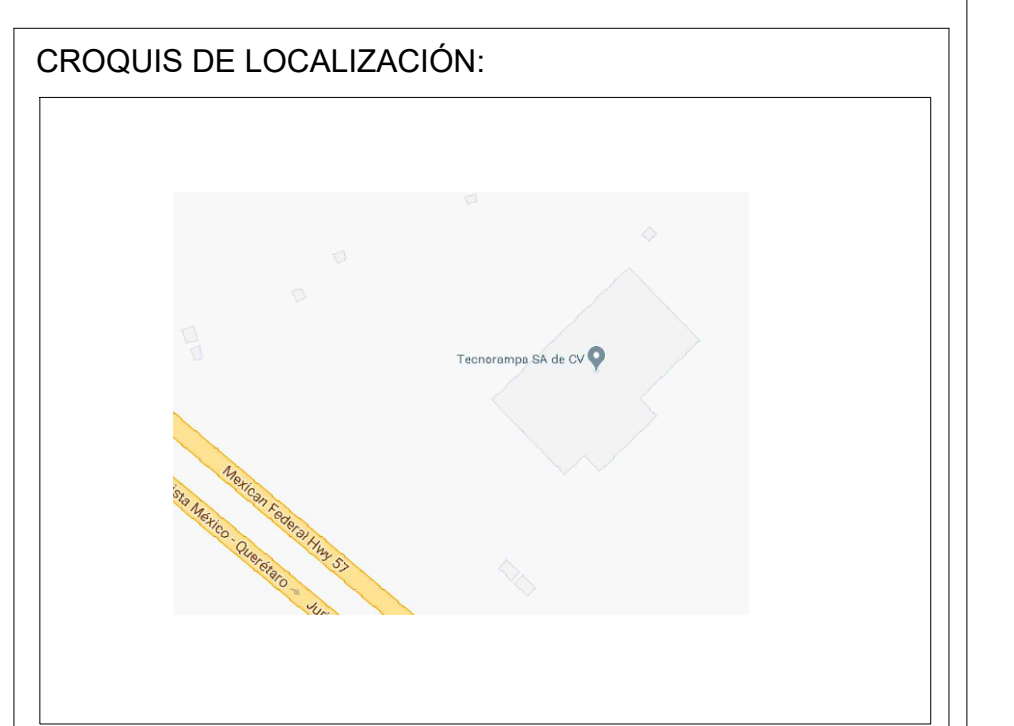 CROQUIS DE LOCALIZACIÓN:
Tecnorampa SA de CV
Mexican Federal Hwy 57
ista México - Querétaro